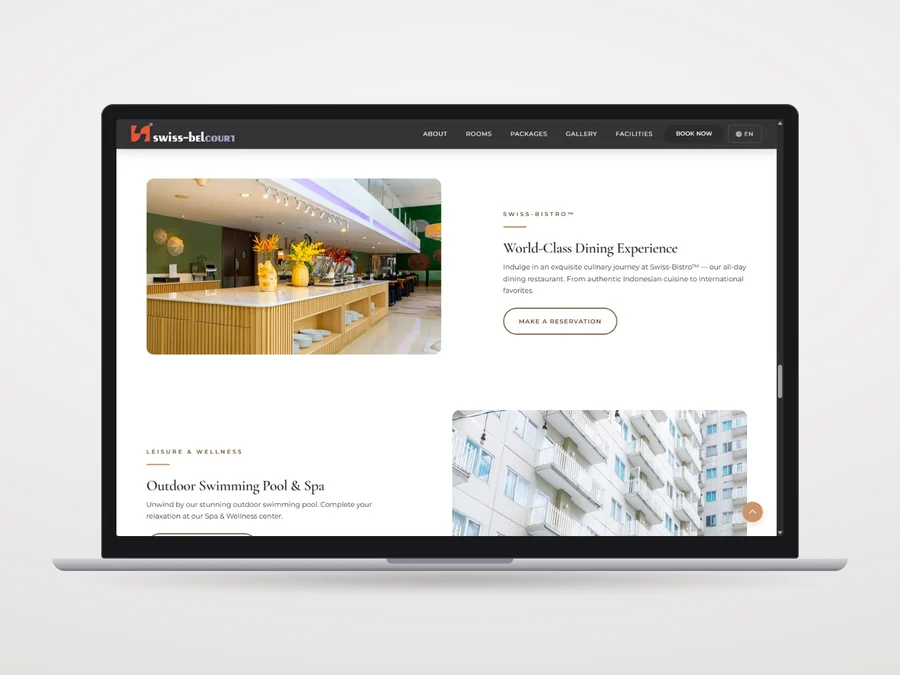 swiss-belcourt
ABOUT
ROOMS
PACKAGES
GALLERY
FACILITIES
BOOK NOW
EN
SWISS-BISTRO™
World-Class Dining Experience
Indulge in an exquisite culinary journey at Swiss-Bistro™ — our all-day
dining restaurant. From authentic Indonesian cuisine to international
favorites.
MAKE A RESERVATION
LEISURE & WELLNESS
Outdoor Swimming Pool & Spa
Unwind by our stunning outdoor swimming pool. Complete your
relaxation at our Spa & Wellness center.